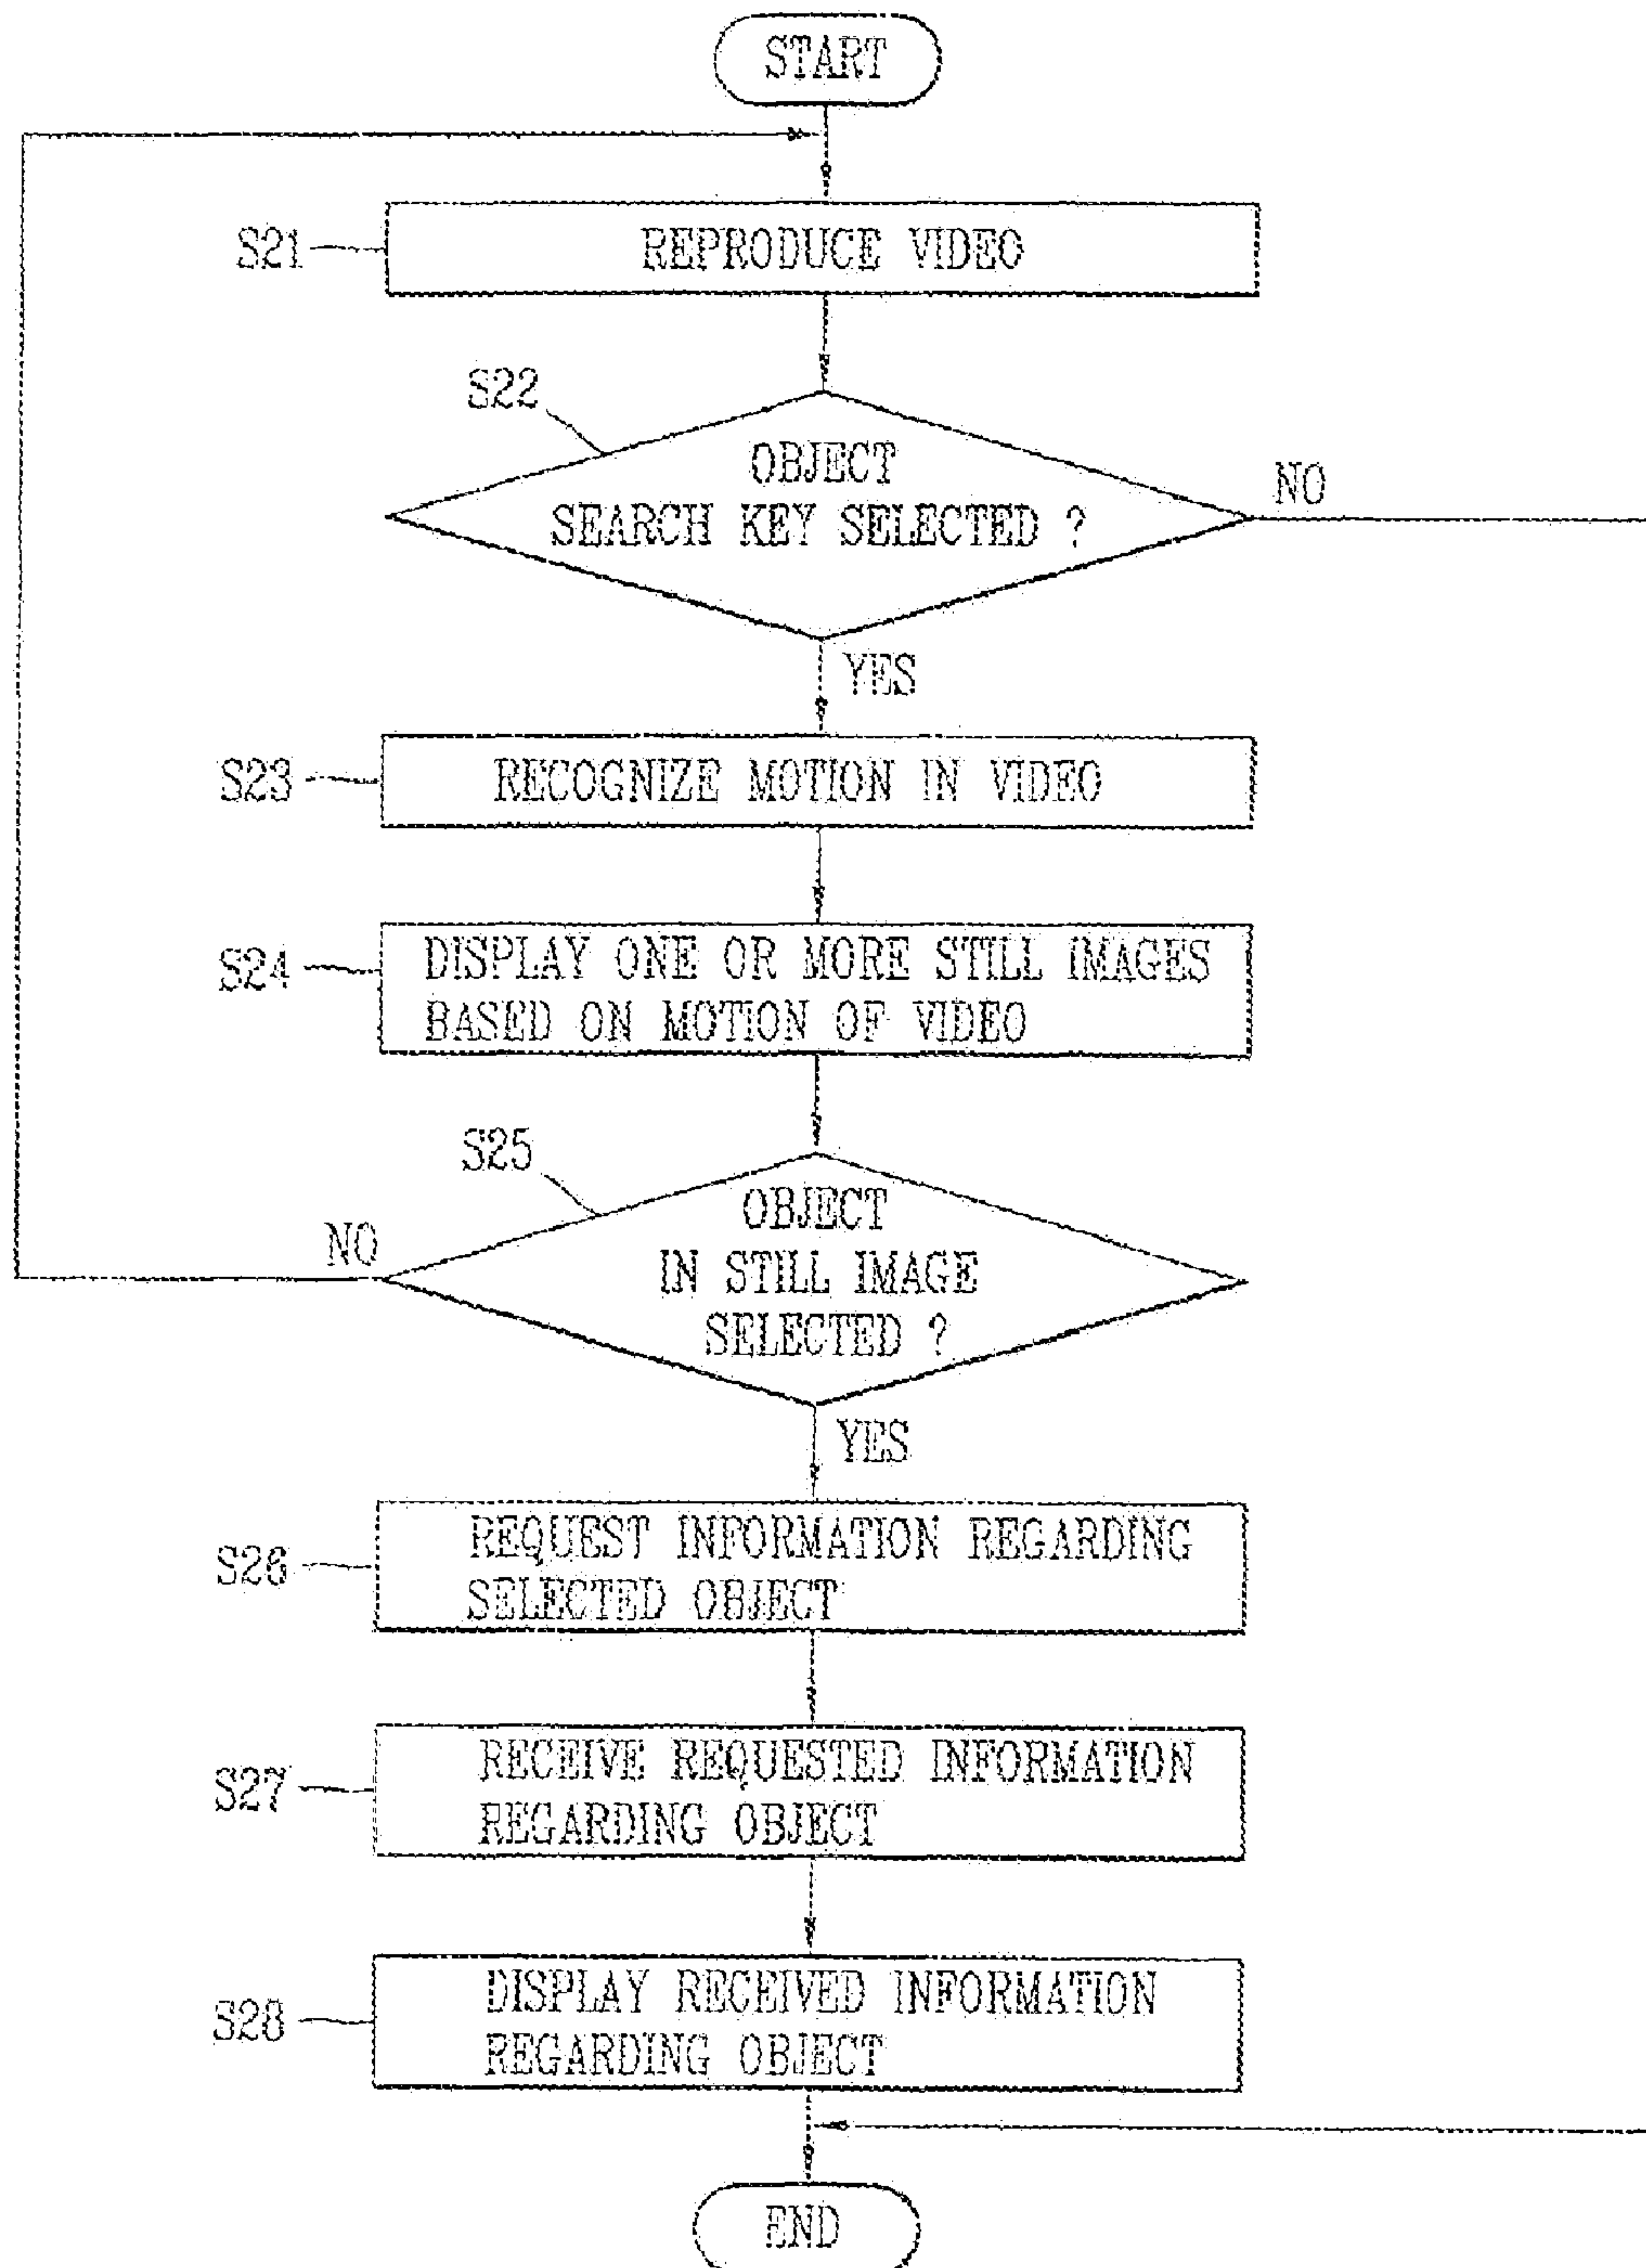 START
S21
REPRODUCE VIDEO
S22
OBJECT
SEARCH KEY SELECTED ?
NO
YES
S23
RECOGNIZE MOTION IN VIDEO
S24
DISPLAY ONE OR MORE STILL IMAGES
BASED ON MOTION OF VIDEO
S25
OBJECT
IN STILL IMAGE
SELECTED ?
NO
YES
S26
REQUEST INFORMATION REGARDING
SELECTED OBJECT
S27
RECEIVE REQUESTED INFORMATION
REGARDING OBJECT
S28
DISPLAY RECEIVED INFORMATION
REGARDING OBJECT
END